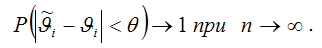 P(|ϑ̃ᵢ − ϑᵢ| < θ) → 1 при n → ∞ .